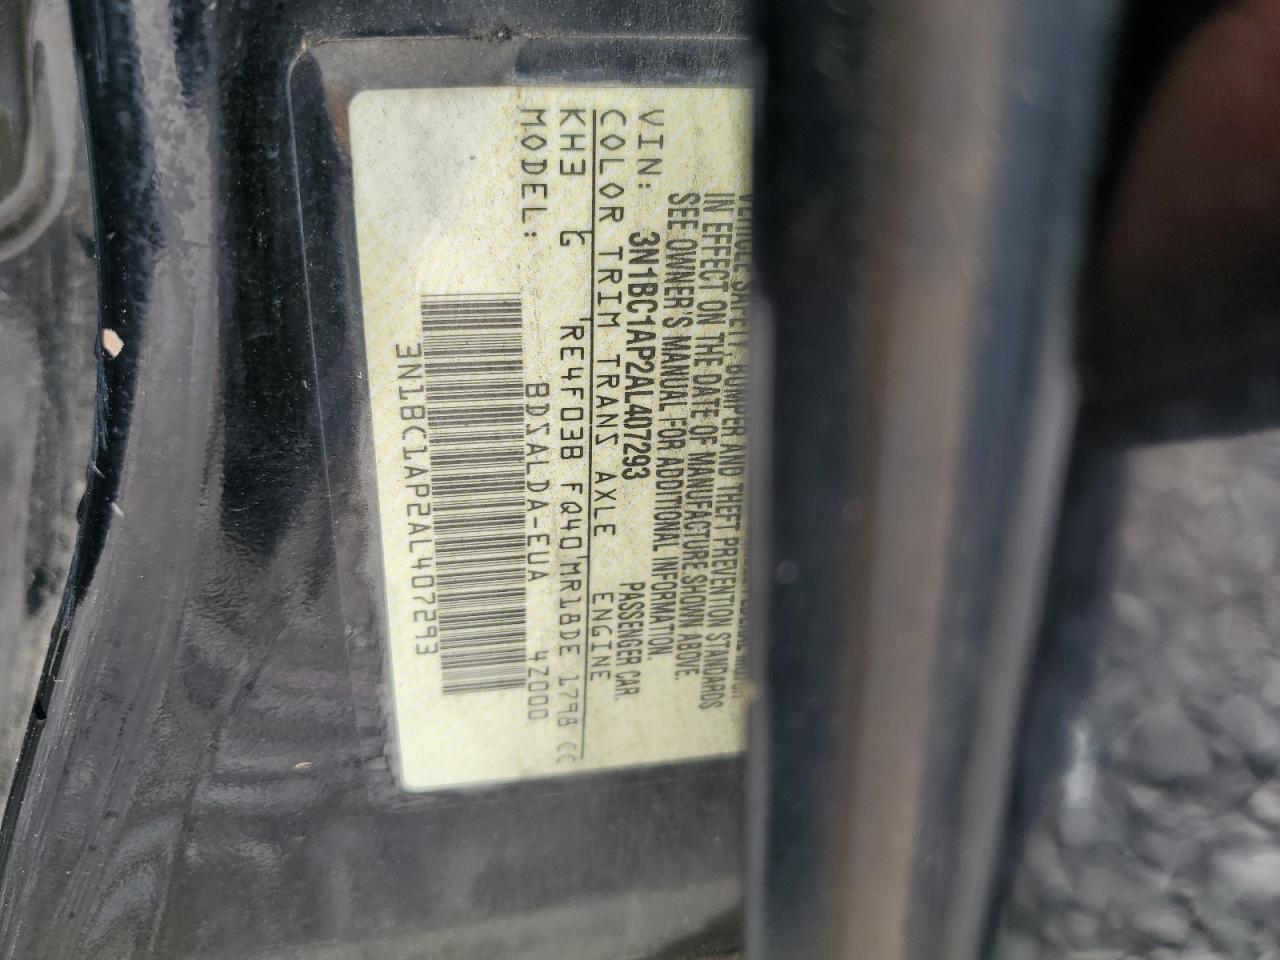 IN EFFECT ON THE DATE OF MANUFACTURE SHOWN ABOVE.
SEE OWNER'S MANUAL FOR ADDITIONAL INFORMATION.
VIN: 3N1BC1AP2AL407293 PASSENGER CAR.
COLOR TRIM TRANS AXLE ENGINE
KH3 G RE4F03B FQ40 MR18DE 1798 CC
MODEL: BDSALDA-EUA 4Z000
3N1BC1AP2AL407293